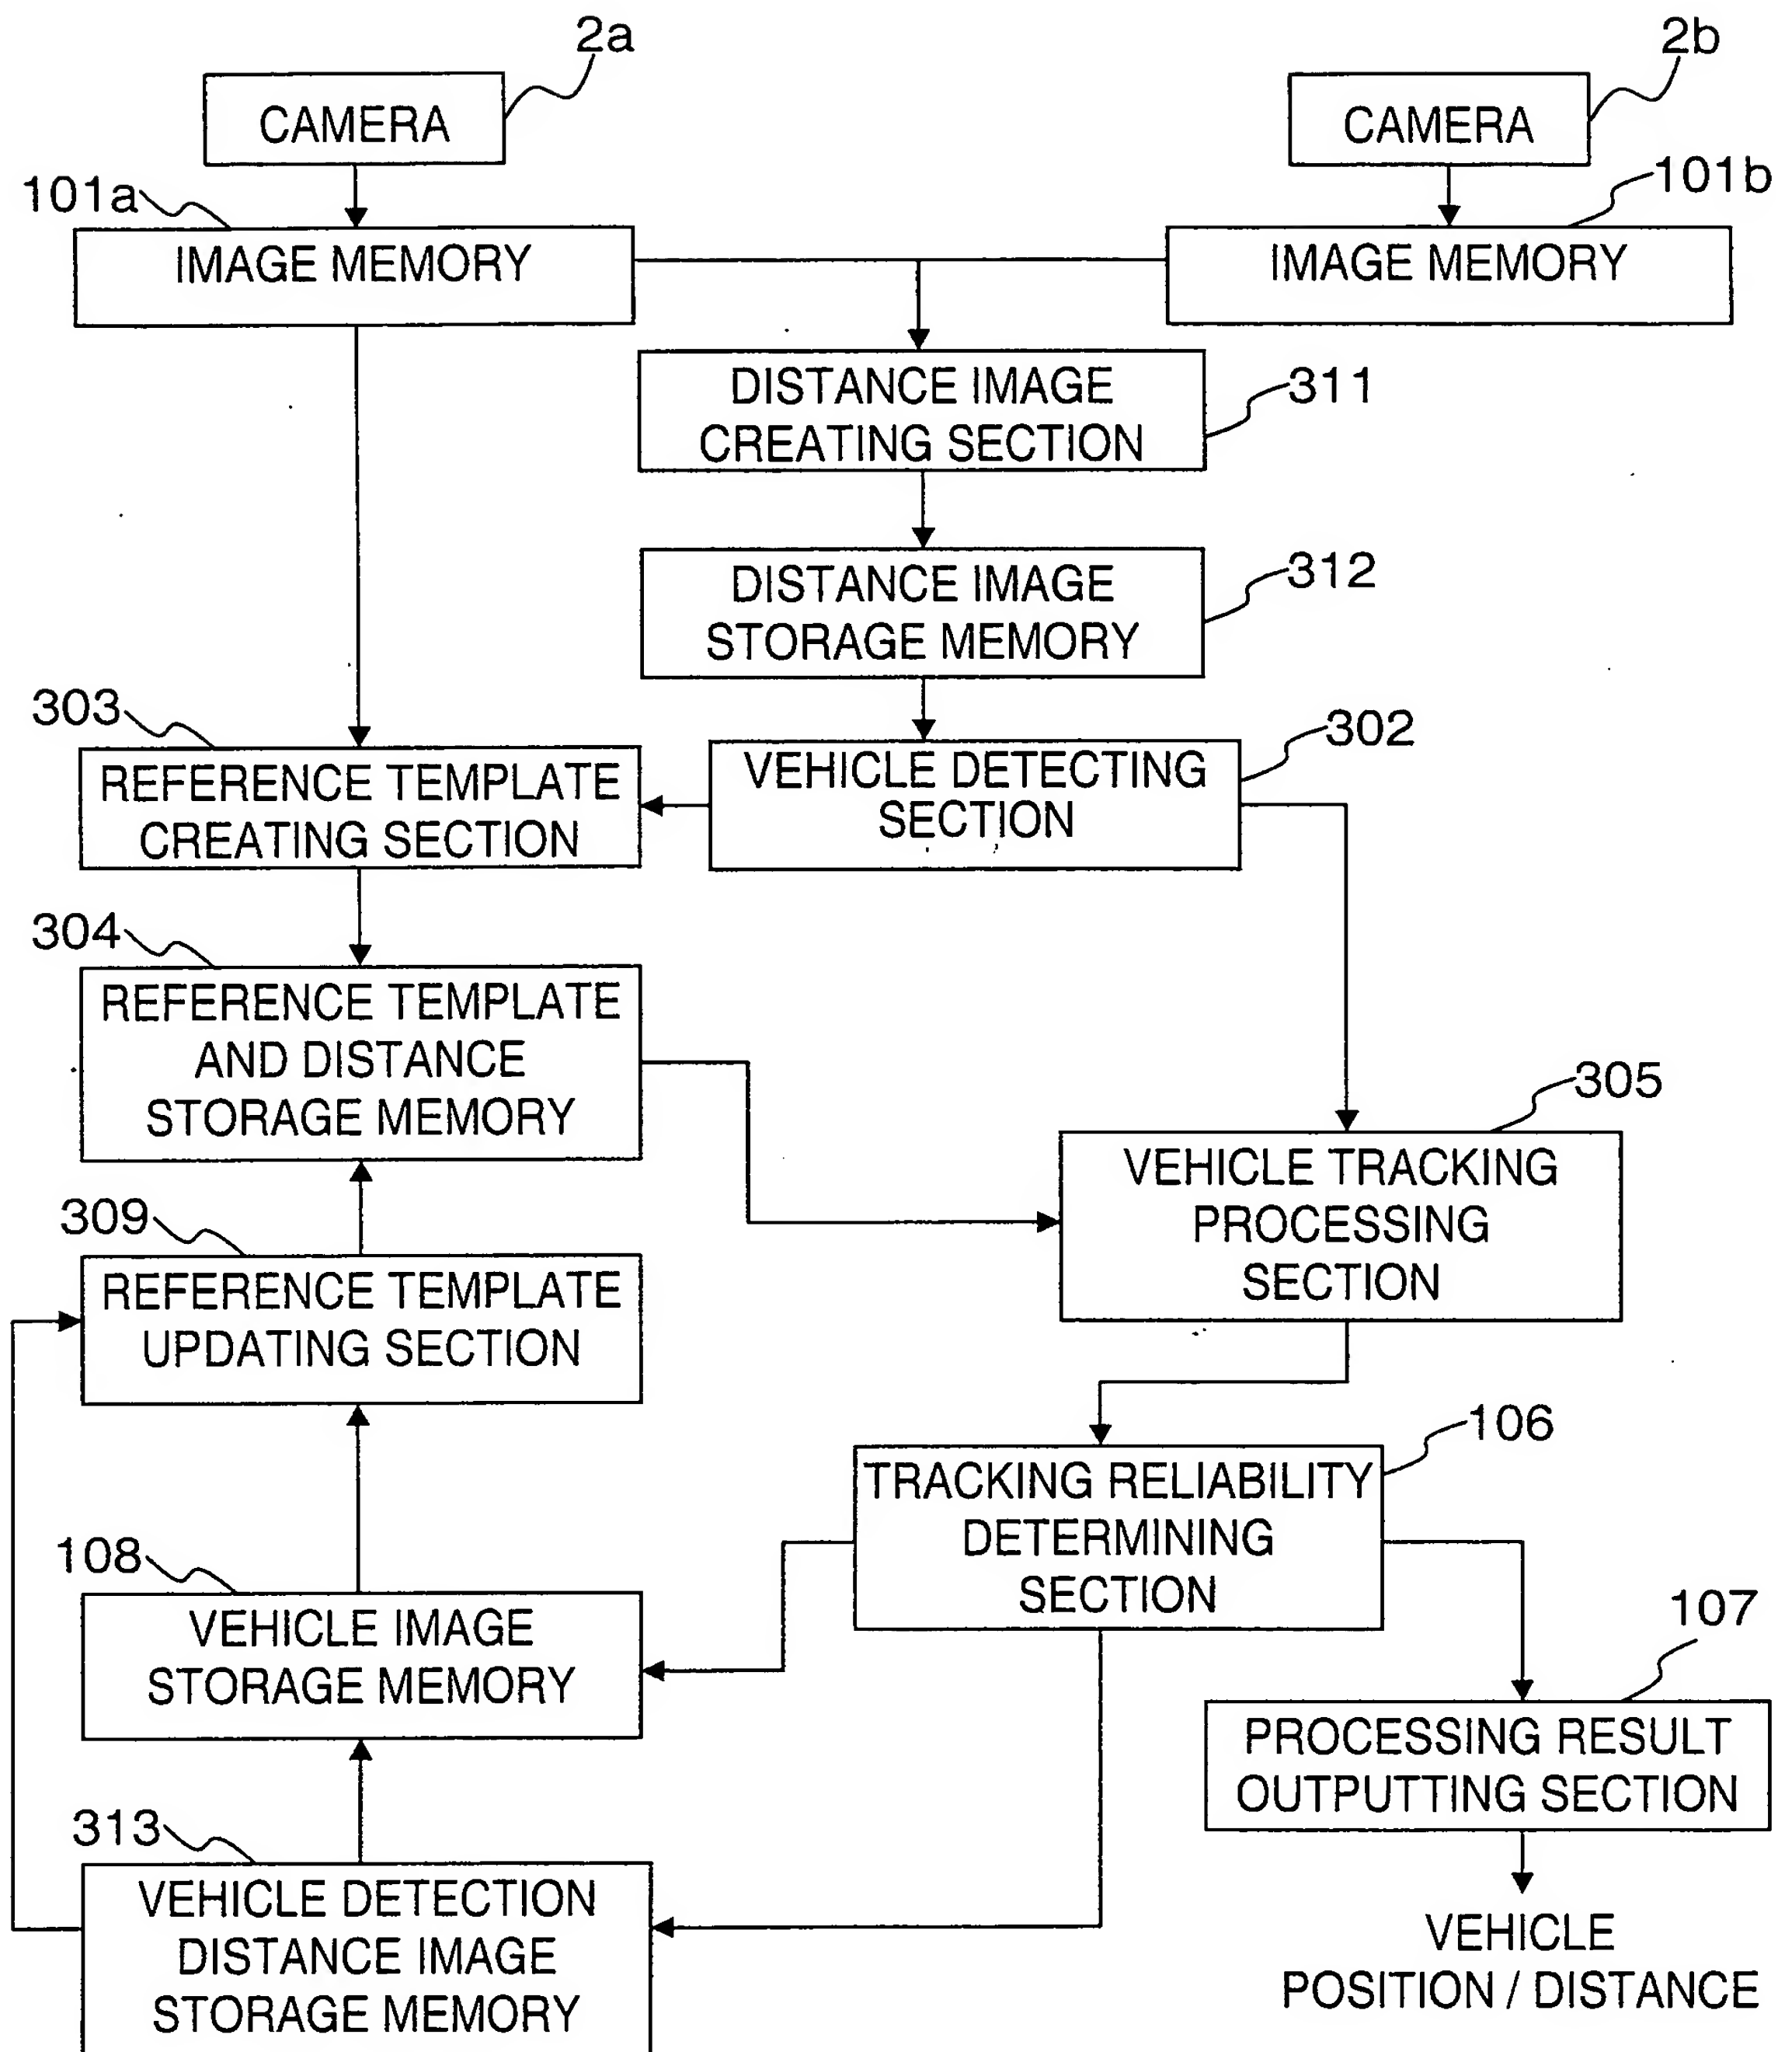 2a
2b
CAMERA
CAMERA
101a
101b
IMAGE MEMORY
IMAGE MEMORY
DISTANCE IMAGE
CREATING SECTION
311
DISTANCE IMAGE
STORAGE MEMORY
312
303
302
REFERENCE TEMPLATE
CREATING SECTION
VEHICLE DETECTING
SECTION
304
REFERENCE TEMPLATE
AND DISTANCE
STORAGE MEMORY
305
VEHICLE TRACKING
PROCESSING
SECTION
309
REFERENCE TEMPLATE
UPDATING SECTION
106
TRACKING RELIABILITY
DETERMINING
SECTION
108
VEHICLE IMAGE
STORAGE MEMORY
107
PROCESSING RESULT
OUTPUTTING SECTION
313
VEHICLE DETECTION
DISTANCE IMAGE
STORAGE MEMORY
VEHICLE
POSITION / DISTANCE